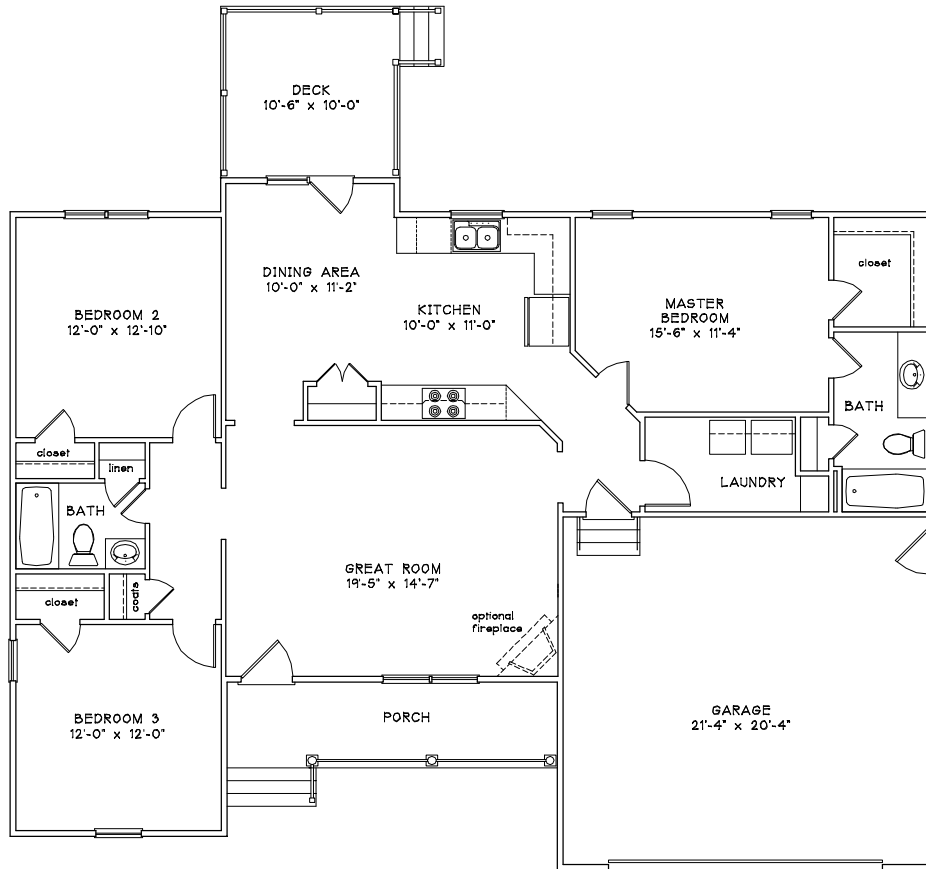 DECK
10'-6" x 10'-0"
DINING AREA
10'-0" x 11'-2"
KITCHEN
10'-0" x 11'-0"
MASTER
BEDROOM
15'-6" x 11'-4"
closet
BEDROOM 2
12'-0" x 12'-10"
BATH
closet
linen
LAUNDRY
BATH
GREAT ROOM
19'-5" x 14'-7"
closet
coats
optional
fireplace
BEDROOM 3
12'-0" x 12'-0"
PORCH
GARAGE
21'-4" x 20'-4"